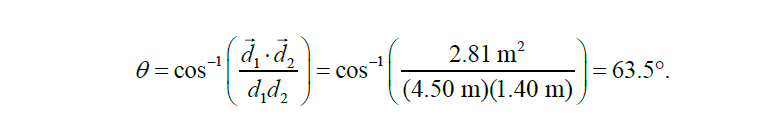 θ = cos⁻¹( (d⃗₁ · d⃗₂) / (d₁d₂) ) = cos⁻¹( 2.81 m² / ((4.50 m)(1.40 m)) ) = 63.5°.